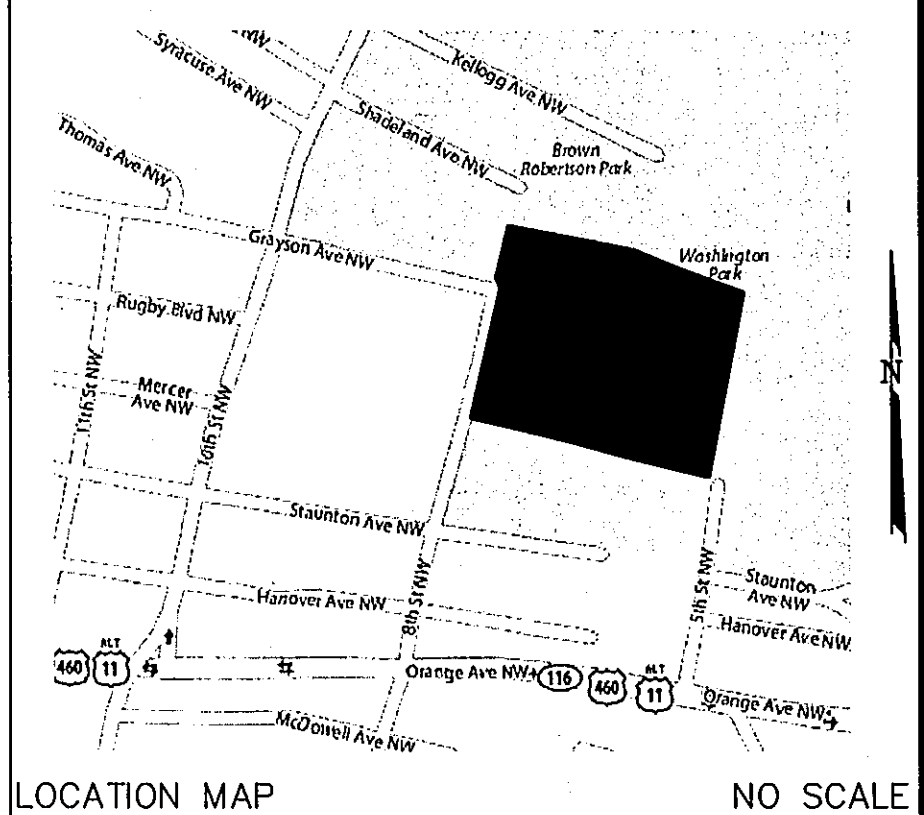 NW
Syracuse Ave NW
Kellogg Ave NW
Shadeland Ave NW
Thomas Ave NW
Brown
Robertson Park
Grayson Ave NW
Washington
Park
Rugby Blvd NW
N
11th St NW
Mercer
Ave NW
10th St NW
Staunton Ave NW
8th St NW
5th St NW
Staunton
Ave NW
Hanover Ave NW
Hanover Ave NW
460
ALT
11
Orange Ave NW
116
460
ALT
11
Orange Ave NW
McDowell Ave NW
LOCATION MAP
NO SCALE